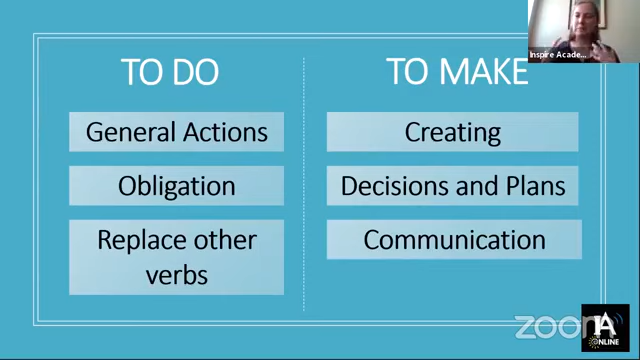 TO DO
General Actions
Obligation
Replace other
verbs
TO MAKE
Creating
Decisions and Plans
Communication
Inspire Acade...
zoom
IA
ONLINE